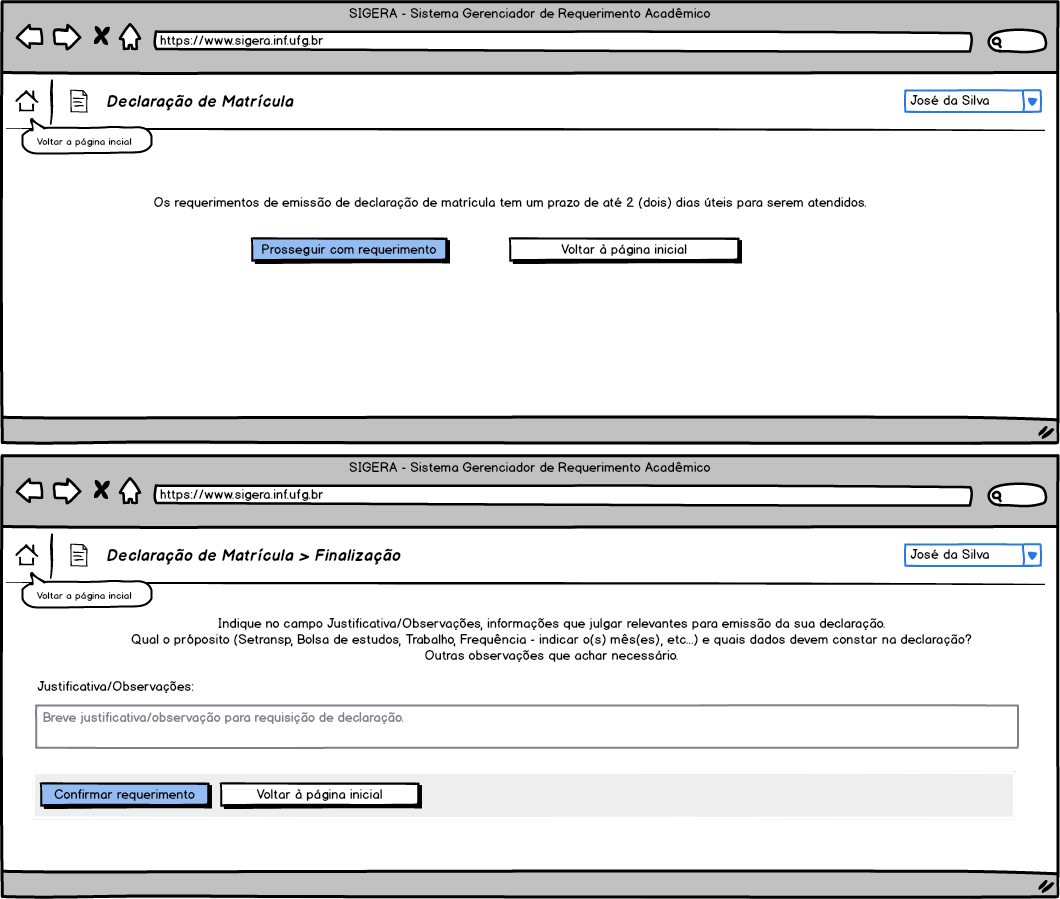 SIGERA - Sistema Gerenciador de Requerimento Acadêmico
https://www.sigera.inf.ufg.br
Declaração de Matrícula
José da Silva
Voltar a página incial
Os requerimentos de emissão de declaração de matrícula tem um prazo de até 2 (dois) dias úteis para serem atendidos.
Prosseguir com requerimento
Voltar à página inicial
SIGERA - Sistema Gerenciador de Requerimento Acadêmico
https://www.sigera.inf.ufg.br
Declaração de Matrícula > Finalização
José da Silva
Voltar a página incial
Indique no campo Justificativa/Observações, informações que julgar relevantes para emissão da sua declaração.
Qual o próposito (Setransp, Bolsa de estudos, Trabalho, Frequência - indicar o(s) mês(es), etc...) e quais dados devem constar na declaração?
Outras observações que achar necessário.
Justificativa/Observações:
Breve justificativa/observação para requisição de declaração.
Confirmar requerimento
Voltar à página inicial